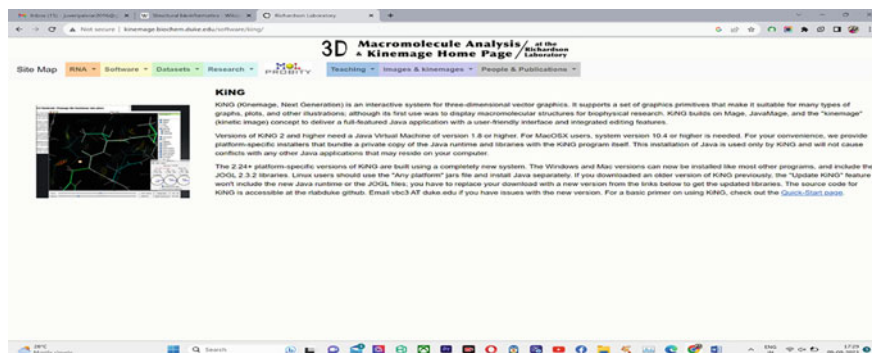 Structural bioinformatics - Wiki
Richardson Laboratory
Not secure | kinemage.biochem.duke.edu/software/king/
3D Macromolecule Analysis / at the
& Kinemage Home Page / Richardson Laboratory
Site Map RNA Software Datasets Research MOLPROBITY Teaching Images & kinemages People & Publications
KiNG
KiNG (Kinemage, Next Generation) is an interactive system for three-dimensional vector graphics. It supports a set of graphics primitives that make it suitable for many types of
graphs, plots, and other illustrations; although its first use was to display macromolecular structures for biophysical research. KiNG builds on Mage, JavaMage, and the "kinemage"
(kinetic image) concept to deliver a full-featured Java application with a user-friendly interface and integrated editing features.
Versions of KiNG 2 and higher need a Java Virtual Machine of version 1.8 or higher. For MacOSX users, system version 10.4 or higher is needed. For your convenience, we provide
platform-specific installers that bundle a private copy of the Java runtime and libraries with the KiNG program itself. This installation of Java is used only by KiNG and will not cause
conflicts with any other Java applications that may reside on your computer.
The 2.24+ platform-specific versions of KiNG are built using a completely new system. The Windows and Mac versions can now be installed like most other programs, and include the
JOGL 2.3.2 libraries. Linux users should use the "Any platform" jars file and install Java separately. If you downloaded an older version of KiNG previously, the "Update KiNG" feature
won't include the new Java runtime or the JOGL files; you have to replace your download with a new version from the links below to get the updated libraries. The source code for
KiNG is accessible at the rlabduke github. Email vbc3 AT duke.edu if you have issues with the new version. For a basic primer on using KiNG, check out the Quick-Start page.
28°C
Search
ENG
IN
17:29